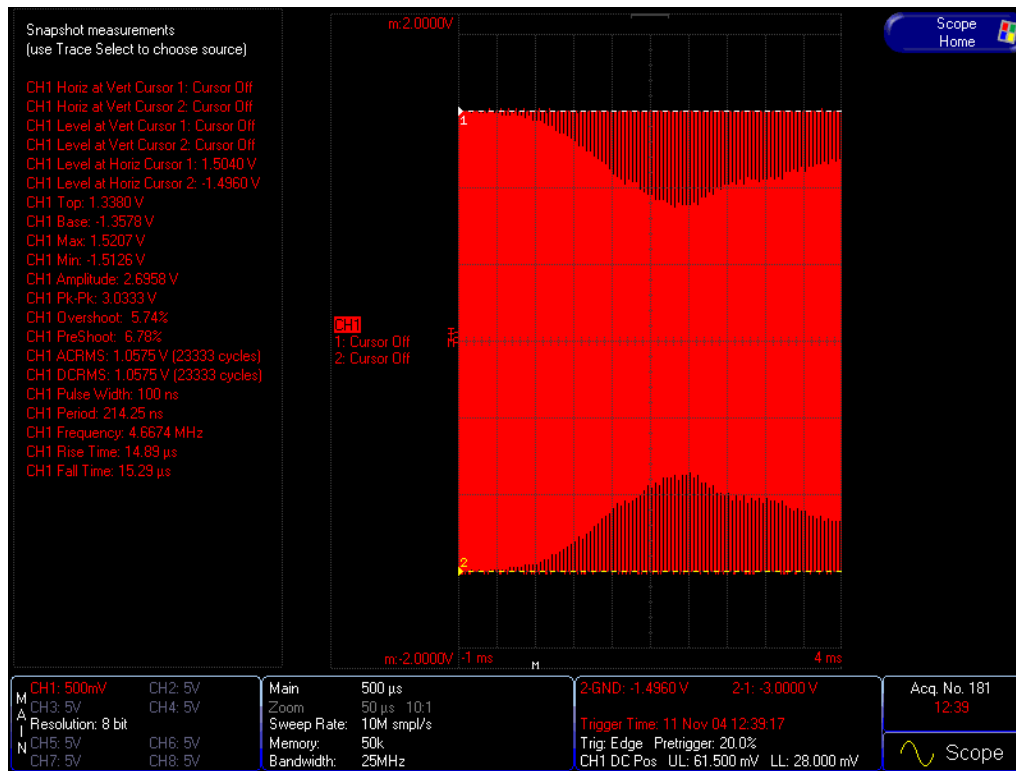 Snapshot measurements
(use Trace Select to choose source)
CH1 Horiz at Vert Cursor 1: Cursor Off
CH1 Horiz at Vert Cursor 2: Cursor Off
CH1 Level at Vert Cursor 1: Cursor Off
CH1 Level at Vert Cursor 2: Cursor Off
CH1 Level at Horiz Cursor 1: 1.5040 V
CH1 Level at Horiz Cursor 2: -1.4960 V
CH1 Top: 1.3380 V
CH1 Base: -1.3578 V
CH1 Max: 1.5207 V
CH1 Min: -1.5126 V
CH1 Amplitude: 2.6958 V
CH1 Pk-Pk: 3.0333 V
CH1 Overshoot: 5.74%
CH1 PreShoot: 6.78%
CH1 ACRMS: 1.0575 V (23333 cycles)
CH1 DCRMS: 1.0575 V (23333 cycles)
CH1 Pulse Width: 100 ns
CH1 Period: 214.25 ns
CH1 Frequency: 4.6674 MHz
CH1 Rise Time: 14.89 µs
CH1 Fall Time: 15.29 µs
m:2.0000V
1
CH1
1: Cursor Off
2: Cursor Off
2
m:-2.0000V -1 ms
M
4 ms
Scope
Home
MAIN
CH1: 500mV CH2: 5V
CH3: 5V CH4: 5V
Resolution: 8 bit
CH5: 5V CH6: 5V
CH7: 5V CH8: 5V
Main 500 µs
Zoom 50 µs 10:1
Sweep Rate: 10M smpl/s
Memory: 50k
Bandwidth: 25MHz
2-GND: -1.4960 V 2-1: -3.0000 V
Trigger Time: 11 Nov 04 12:39:17
Trig: Edge Pretrigger: 20.0%
CH1 DC Pos UL: 61.500 mV LL: 28.000 mV
Acq. No. 181
12:39
Scope